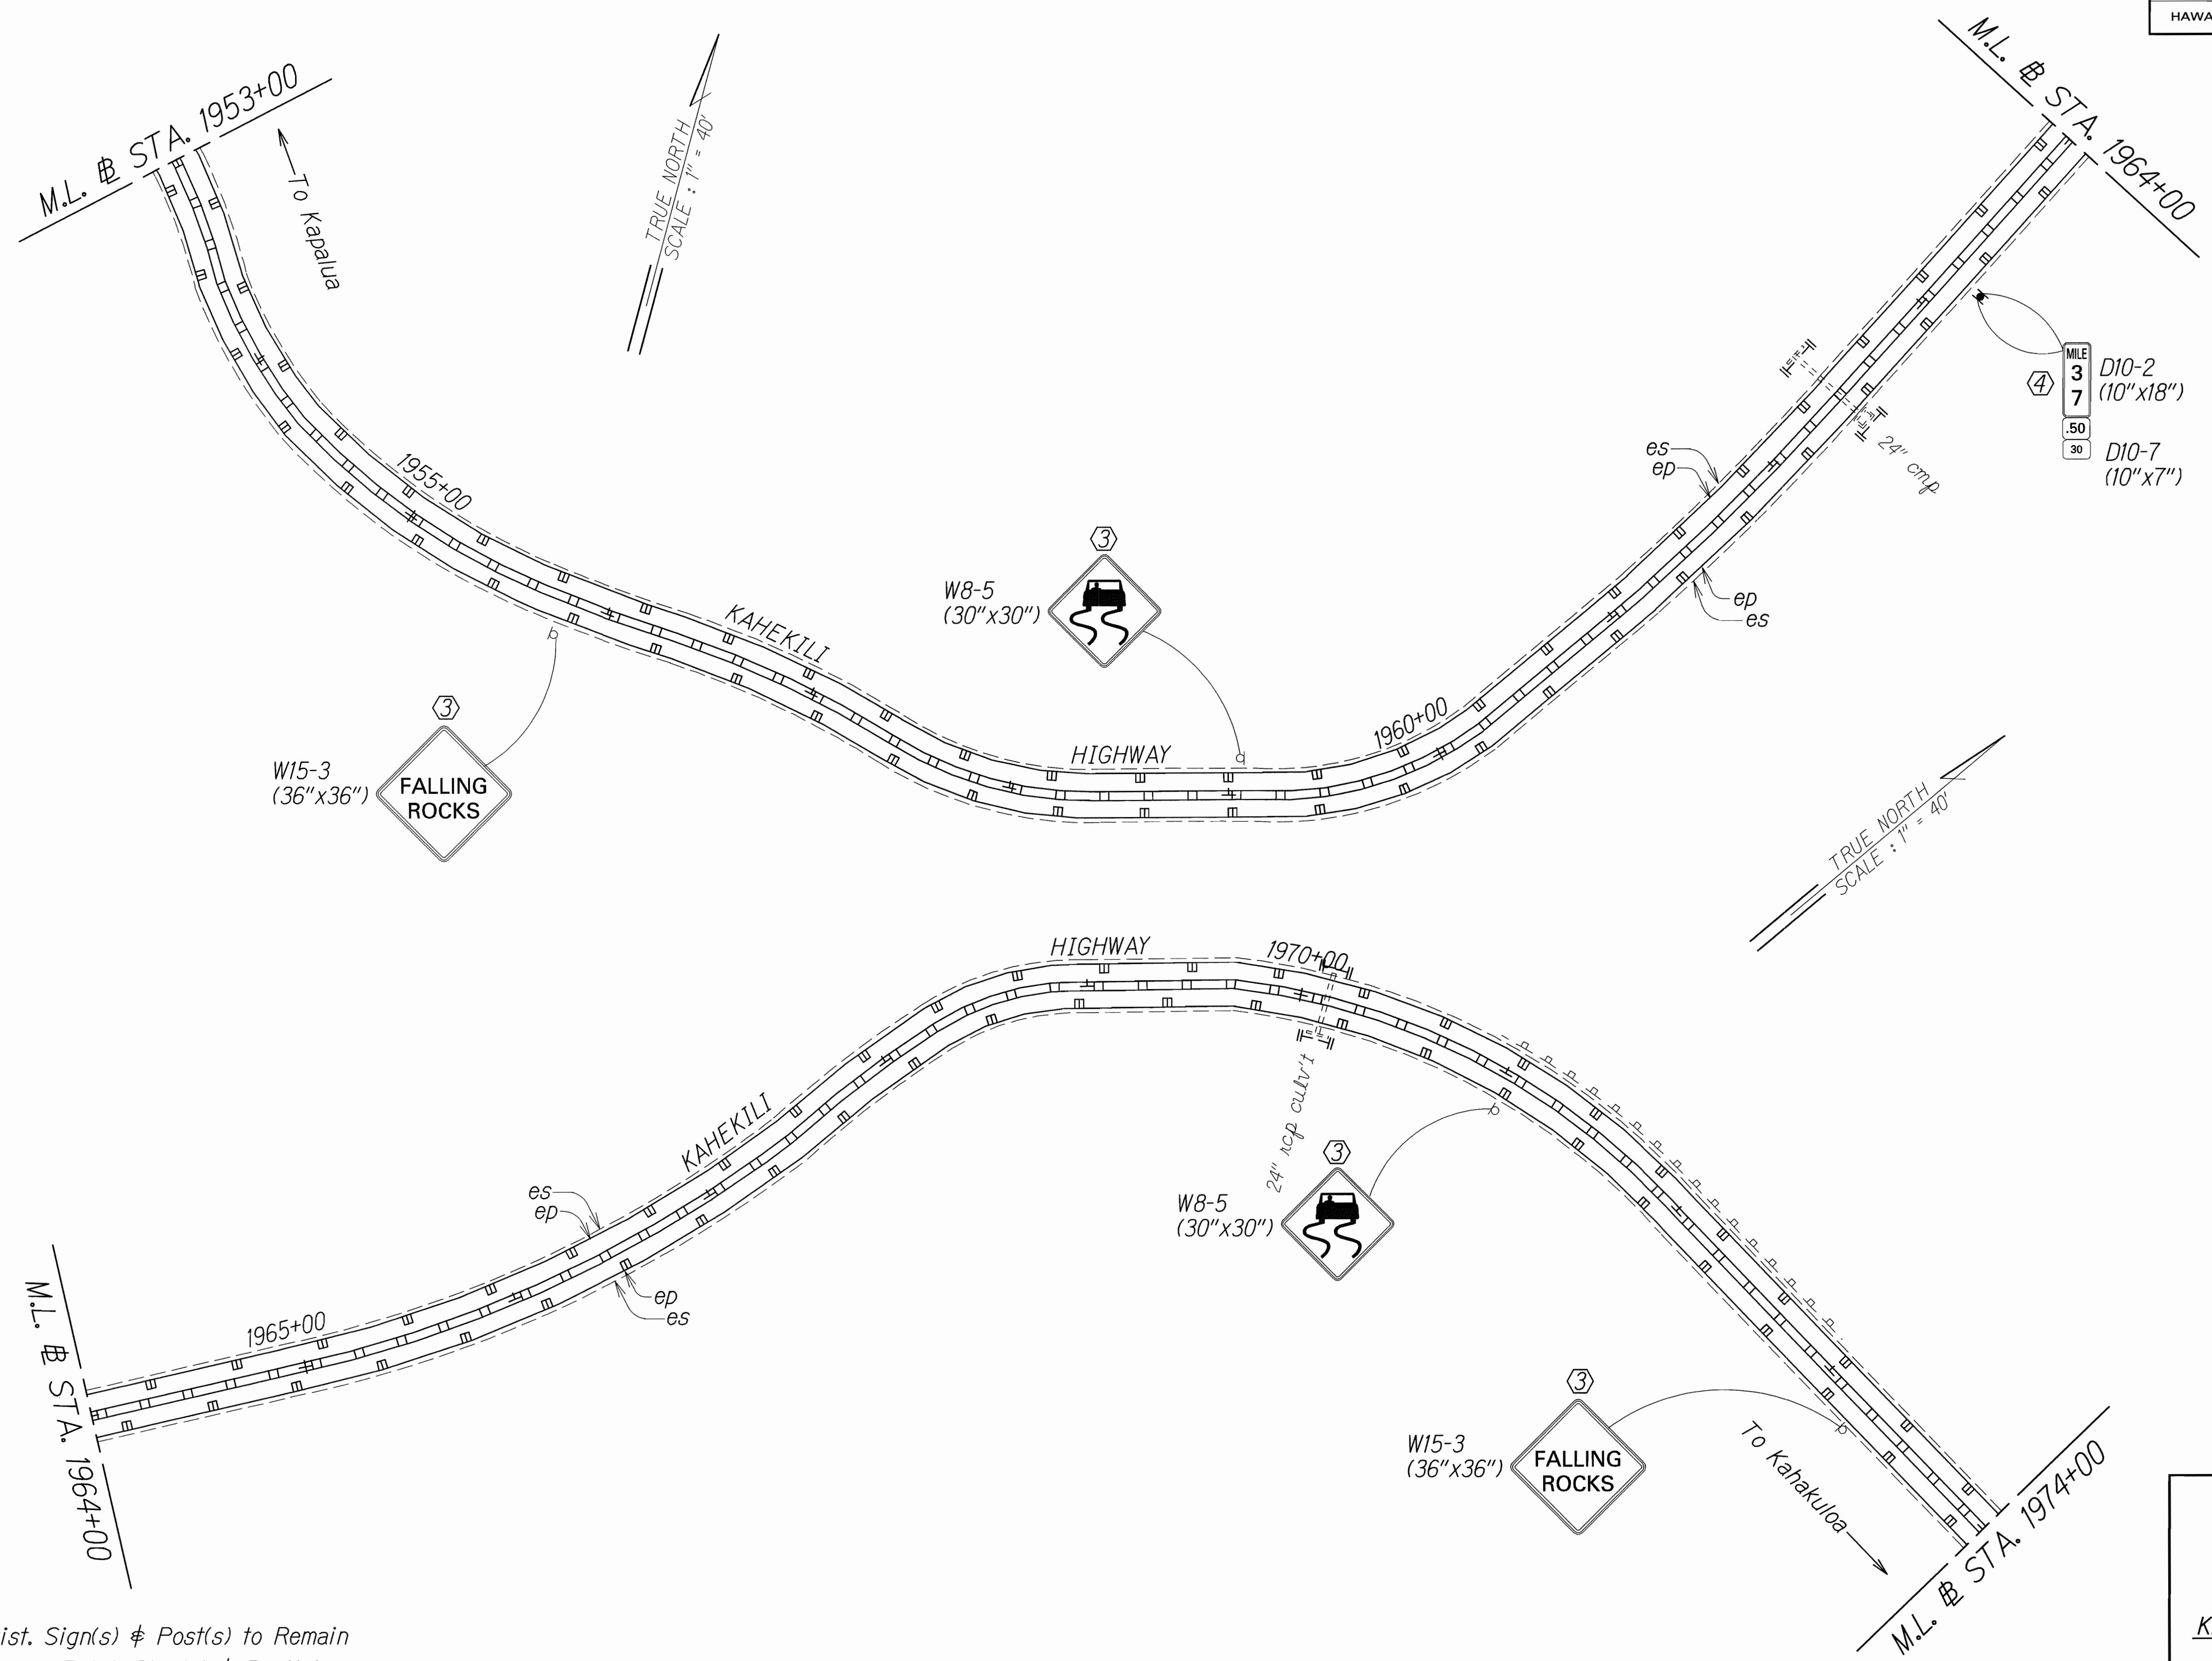 HAWA
M.L. ⅊ STA. 1953+00
To Kapalua
TRUE NORTH
SCALE : 1" = 40'
M.L. ⅊ STA. 1964+00
MILE
3
7
.50
30
4
D10-2
(10"x18")
D10-7
(10"x7")
24" cmp
es
ep
ep
es
1955+00
KAHEKILI
HIGHWAY
1960+00
3
W8-5
(30"x30")
3
W15-3
(36"x36")
FALLING
ROCKS
TRUE NORTH
SCALE : 1" = 40'
HIGHWAY
1970+00
24" rcp culv't
KAHEKILI
es
ep
ep
es
1965+00
M.L. ⅊ STA. 1964+00
3
W8-5
(30"x30")
3
W15-3
(36"x36")
FALLING
ROCKS
To Kahakuloa
M.L. ⅊ STA. 1974+00
ist. Sign(s) & Post(s) to Remain
K